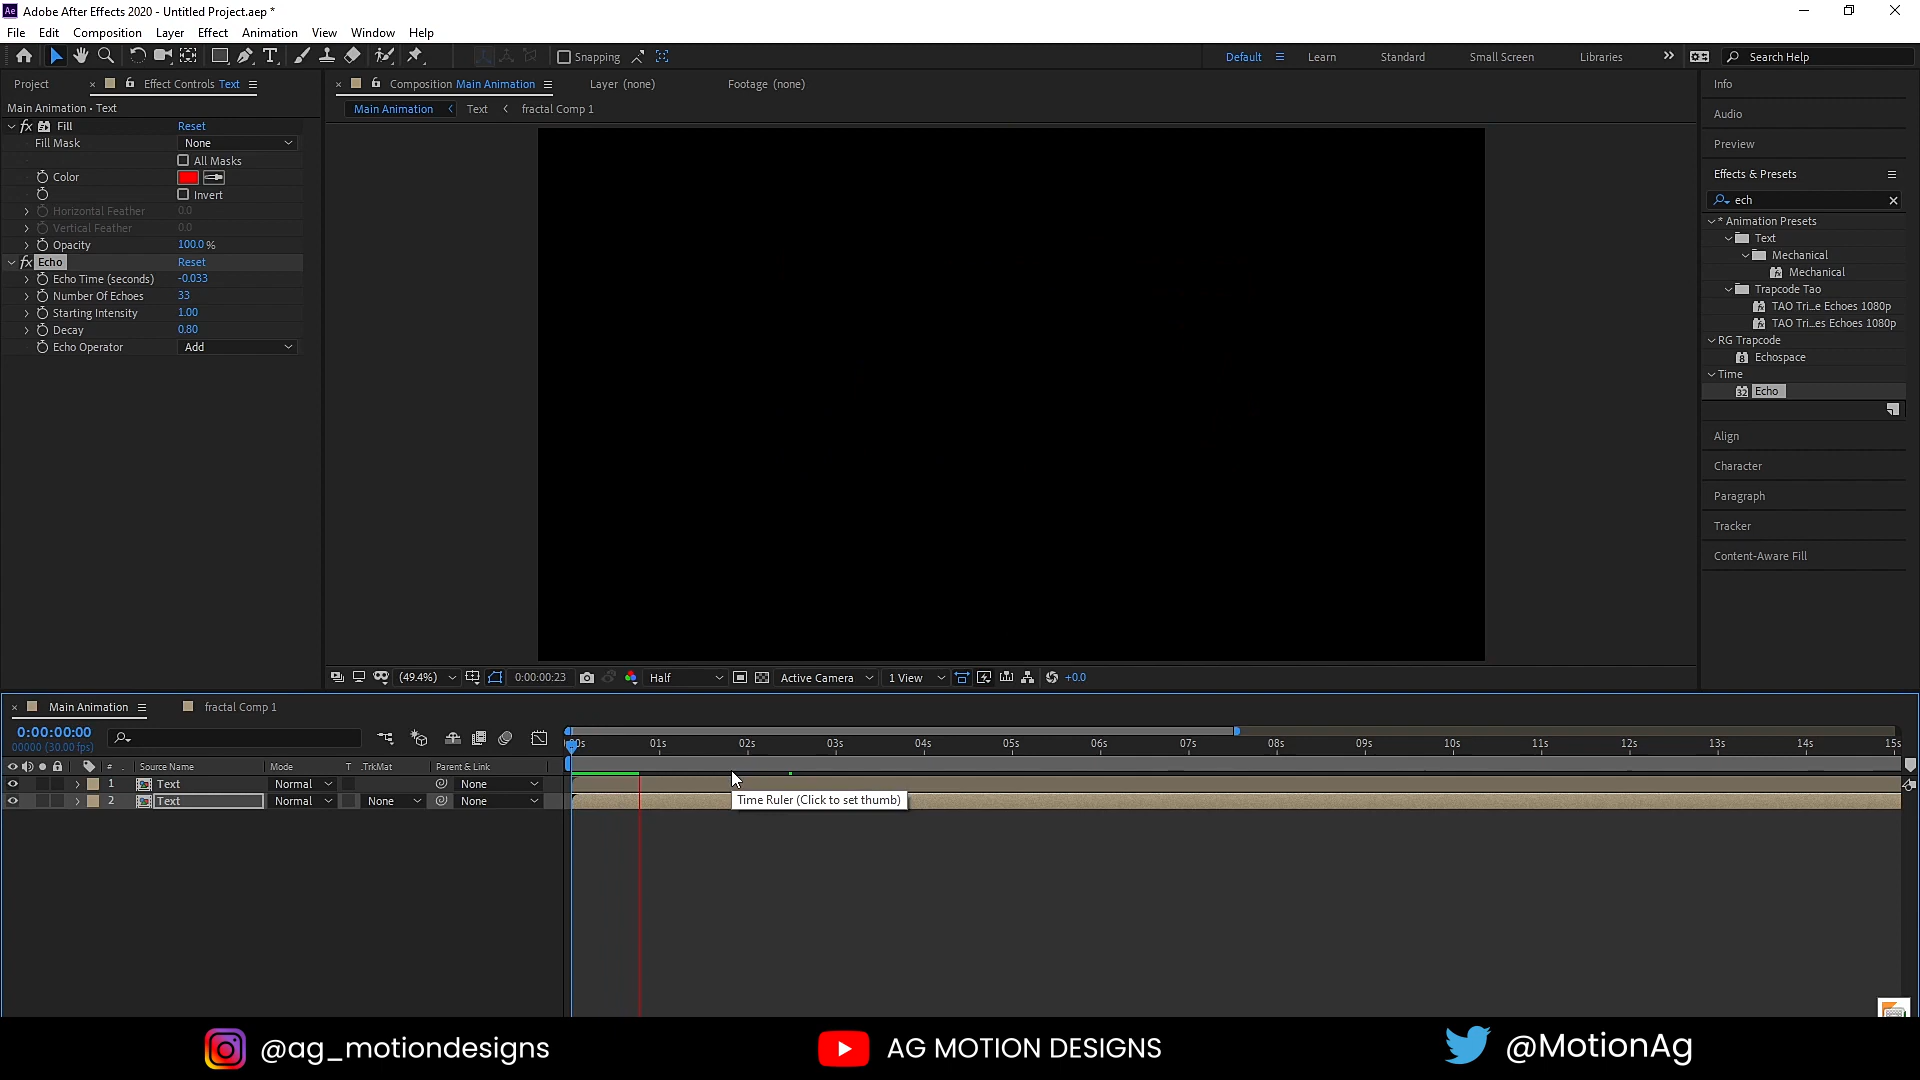 Adobe After Effects 2020 - Untitled Project.aep *
File Edit Composition Layer Effect Animation View Window Help
Snapping Default Learn Standard Small Screen Libraries Search Help
Project Effect Controls Text
Main Animation • Text
fx Fill Reset
Fill Mask None
All Masks
Color
Invert
Horizontal Feather 0.0
Vertical Feather 0.0
Opacity 100.0 %
fx Echo Reset
Echo Time (seconds) -0.033
Number Of Echoes 33
Starting Intensity 1.00
Decay 0.80
Echo Operator Add
Composition Main Animation Layer (none) Footage (none)
Main Animation Text fractal Comp 1
(49.4%) 0:00:00:23 Half Active Camera 1 View +0.0
Info
Audio
Preview
Effects & Presets
ech
* Animation Presets
Text
Mechanical
Mechanical
Trapcode Tao
TAO Tri...e Echoes 1080p
TAO Tri...es Echoes 1080p
RG Trapcode
Echospace
Time
Echo
Align
Character
Paragraph
Tracker
Content-Aware Fill
Main Animation fractal Comp 1
0:00:00:00
00000 (30.00 fps)
01s 02s 03s 04s 05s 06s 07s 08s 09s 10s 11s 12s 13s 14s 15s
# Source Name Mode T .TrkMat Parent & Link
1 Text Normal None
2 Text Normal None None
Time Ruler (Click to set thumb)
@ag_motiondesigns AG MOTION DESIGNS @MotionAg